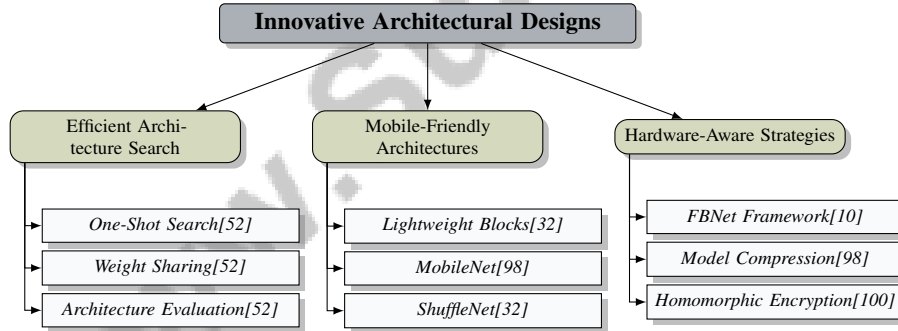 Innovative Architectural Designs
Efficient Archi-
tecture Search
Mobile-Friendly
Architectures
Hardware-Aware Strategies
One-Shot Search[52]
Weight Sharing[52]
Architecture Evaluation[52]
Lightweight Blocks[32]
MobileNet[98]
ShuffleNet[32]
FBNet Framework[10]
Model Compression[98]
Homomorphic Encryption[100]